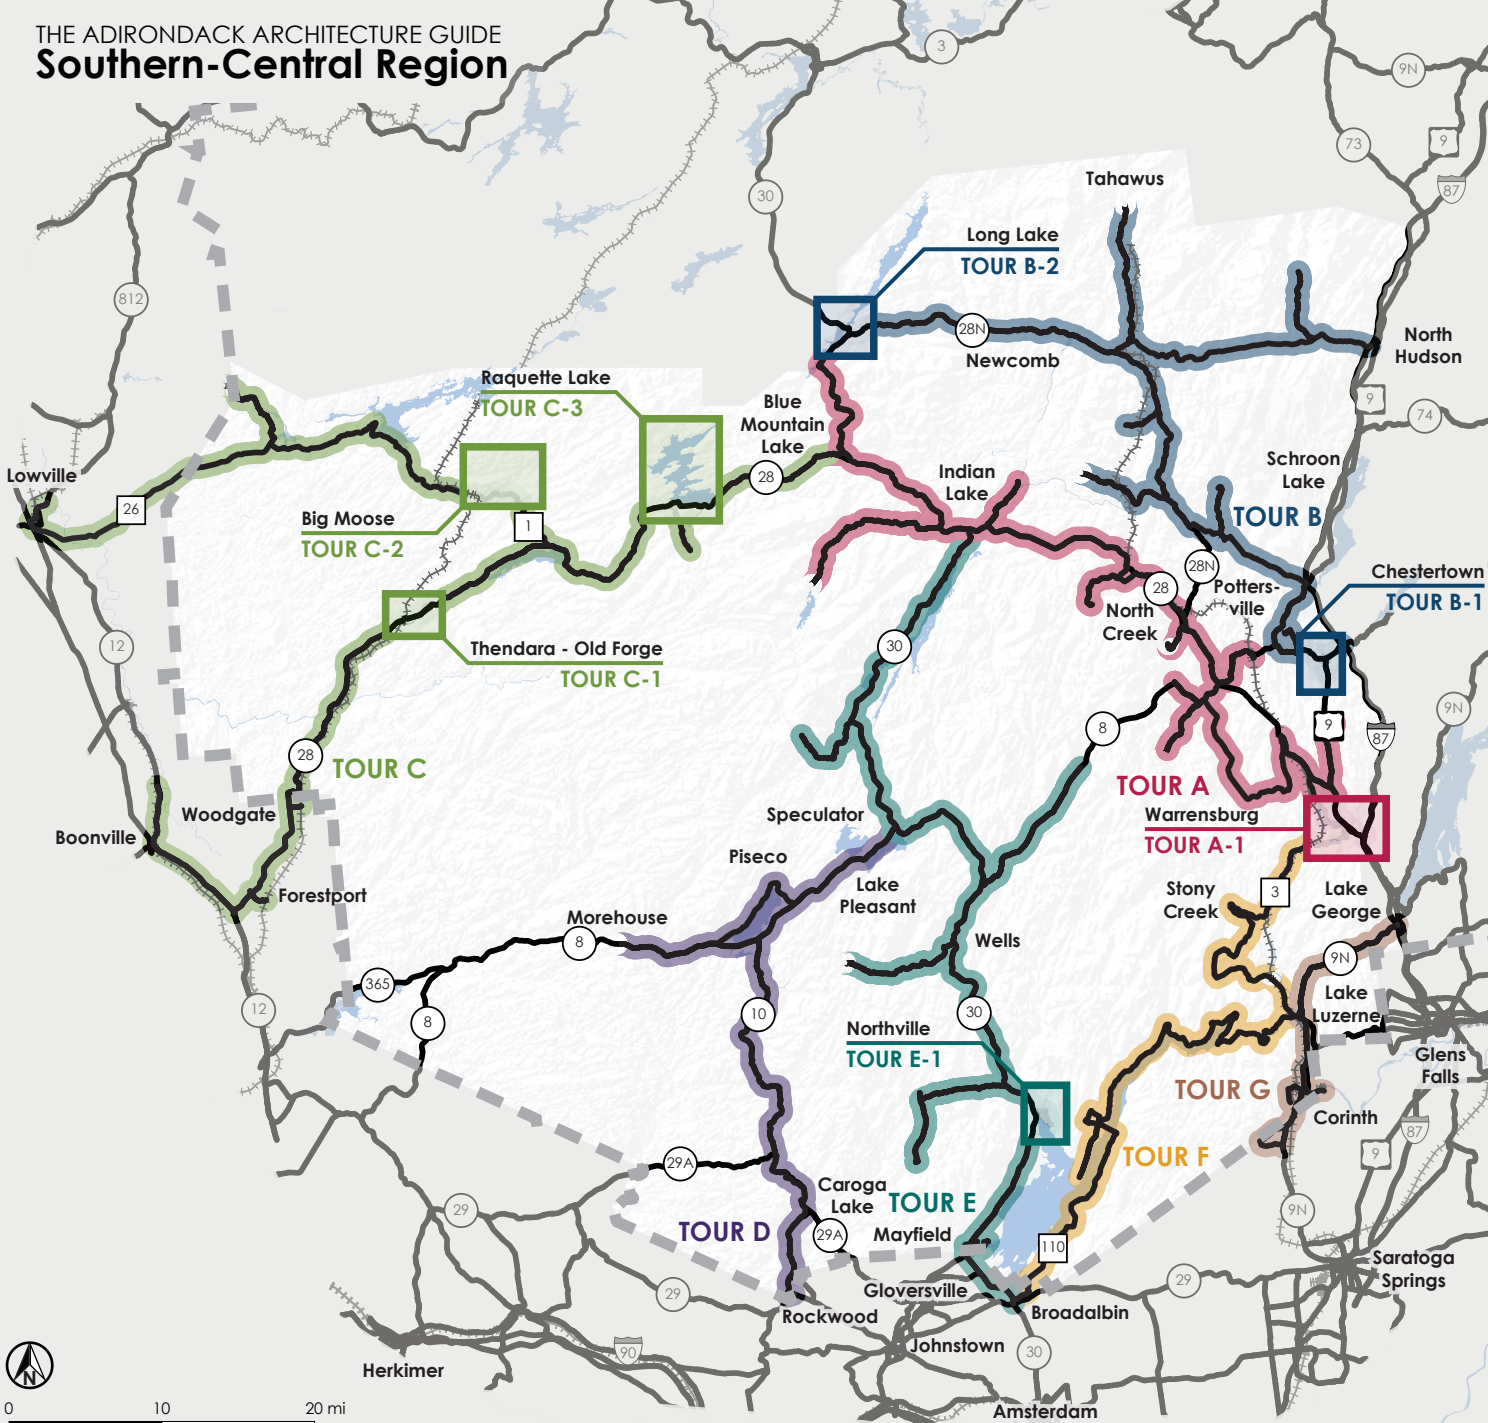 THE ADIRONDACK ARCHITECTURE GUIDE
Southern-Central Region
3
9N
73
9
87
30
Tahawus
Long Lake
TOUR B-2
812
28N
Newcomb
North
Hudson
Raquette Lake
TOUR C-3
Blue
Mountain
Lake
9
74
Lowville
28
Indian
Lake
Schroon
Lake
26
Big Moose
TOUR C-2
1
TOUR B
28N
Chestertown
TOUR B-1
28
Potters-
ville
North
Creek
12
30
Thendara - Old Forge
TOUR C-1
9N
8
9
87
28
TOUR C
TOUR A
Woodgate
Speculator
Warrensburg
TOUR A-1
Boonville
Piseco
Forestport
Lake
Pleasant
Stony
Creek
3
Lake
George
Morehouse
8
Wells
9N
365
Lake
Luzerne
12
8
10
30
Northville
TOUR E-1
Glens
Falls
TOUR G
Corinth
87
29A
TOUR F
9
Caroga
Lake
TOUR E
29
TOUR D
29A
Mayfield
110
9N
Saratoga
Springs
29
Gloversville
29
Rockwood
Broadalbin
90
Johnstown
30
Herkimer
N
Amsterdam
0
10
20 mi